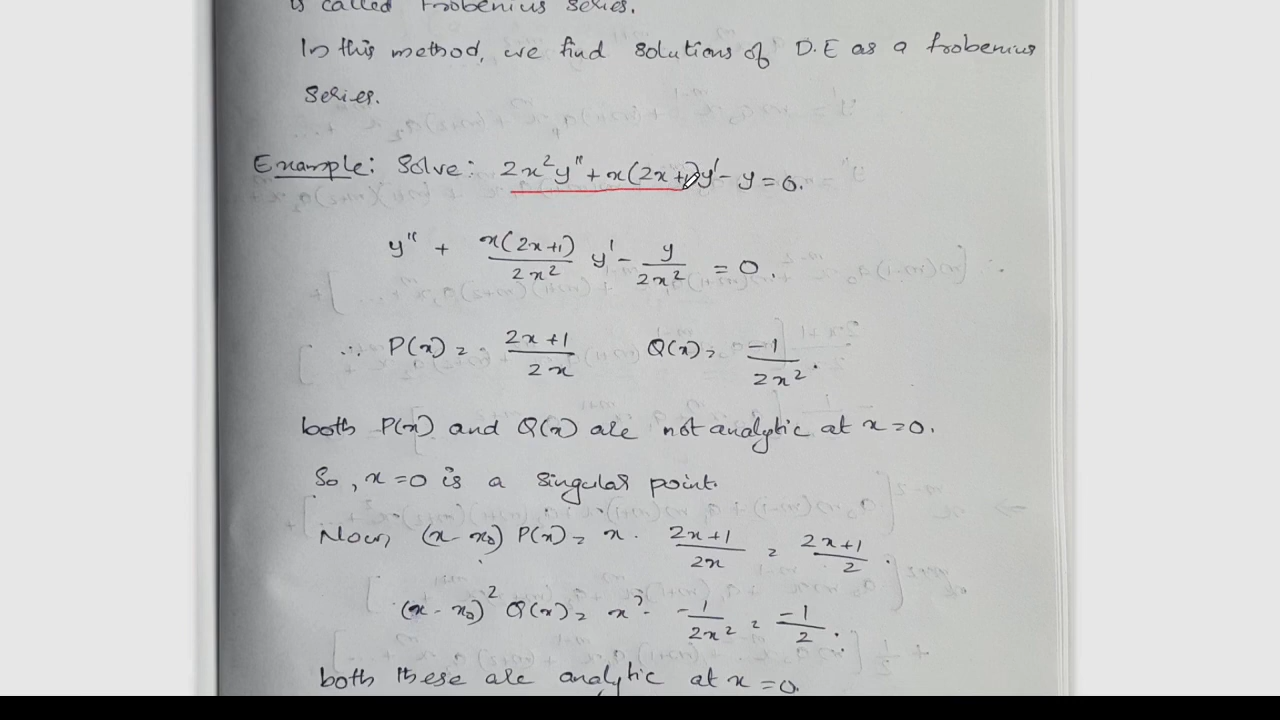 is called Frobenius series.
In this method, we find solutions of D.E as a frobenius
series.
Example: Solve: 2x²y" + x(2x+1)y' - y = 0.
y" + x(2x+1)/2x² y' - y/2x² = 0.
∴ P(x) = 2x+1/2x Q(x) = -1/2x².
both P(x) and Q(x) are not analytic at x=0.
So, x=0 is a singular point.
Now, (x-x₀) P(x) = x · 2x+1/2x = 2x+1/2.
(x-x₀)² Q(x) = x² · -1/2x² = -1/2.
both these are analytic at x=0.